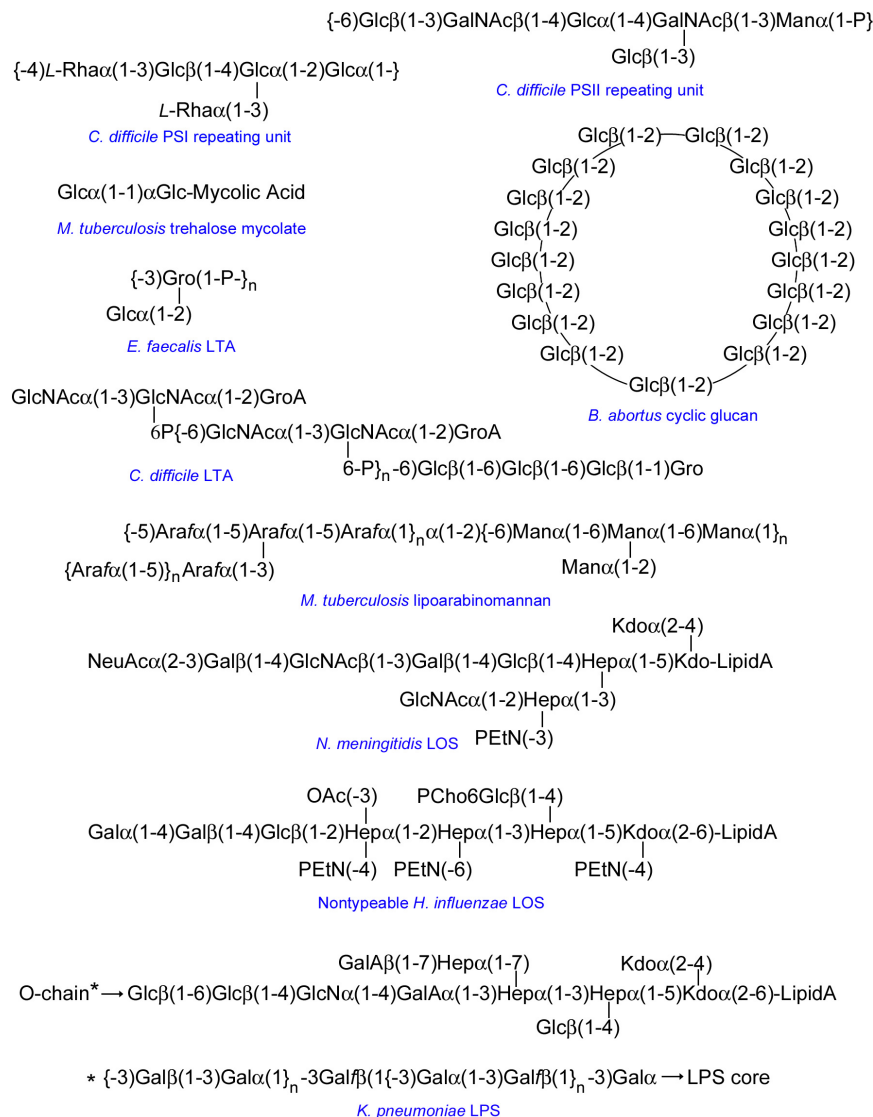 {-6)Glcβ(1-3)GalNAcβ(1-4)Glcα(1-4)GalNAcβ(1-3)Manα(1-P}
Glcβ(1-3)
C. difficile PSII repeating unit
{-4)L-Rhaα(1-3)Glcβ(1-4)Glcα(1-2)Glcα(1-}
L-Rhaα(1-3)
C. difficile PSI repeating unit
Glcβ(1-2) Glcβ(1-2)
Glcβ(1-2) Glcβ(1-2)
Glcβ(1-2) Glcβ(1-2)
Glcβ(1-2) Glcβ(1-2)
Glcβ(1-2) Glcβ(1-2)
Glcβ(1-2) Glcβ(1-2)
Glcβ(1-2) Glcβ(1-2)
Glcβ(1-2) Glcβ(1-2)
Glcβ(1-2)
B. abortus cyclic glucan
Glcα(1-1)αGlc-Mycolic Acid
M. tuberculosis trehalose mycolate
{-3)Gro(1-P-}n
Glcα(1-2)
E. faecalis LTA
GlcNAcα(1-3)GlcNAcα(1-2)GroA
6P{-6)GlcNAcα(1-3)GlcNAcα(1-2)GroA
6-P}n-6)Glcβ(1-6)Glcβ(1-6)Glcβ(1-1)Gro
C. difficile LTA
{-5)Arafα(1-5)Arafα(1-5)Arafα(1}nα(1-2){-6)Manα(1-6)Manα(1-6)Manα(1}n
{Arafα(1-5)}nArafα(1-3) Manα(1-2)
M. tuberculosis lipoarabinomannan
Kdoα(2-4)
NeuAcα(2-3)Galβ(1-4)GlcNAcβ(1-3)Galβ(1-4)Glcβ(1-4)Hepα(1-5)Kdo-LipidA
GlcNAcα(1-2)Hepα(1-3)
PEtN(-3)
N. meningitidis LOS
OAc(-3) PCho6Glcβ(1-4)
Galα(1-4)Galβ(1-4)Glcβ(1-2)Hepα(1-2)Hepα(1-3)Hepα(1-5)Kdoα(2-6)-LipidA
PEtN(-4) PEtN(-6) PEtN(-4)
Nontypeable H. influenzae LOS
GalAβ(1-7)Hepα(1-7) Kdoα(2-4)
O-chain*→Glcβ(1-6)Glcβ(1-4)GlcNα(1-4)GalAα(1-3)Hepα(1-3)Hepα(1-5)Kdoα(2-6)-LipidA
Glcβ(1-4)
* {-3)Galβ(1-3)Galα(1}n-3Galfβ(1{-3)Galα(1-3)Galfβ(1}n-3)Galα → LPS core
K. pneumoniae LPS